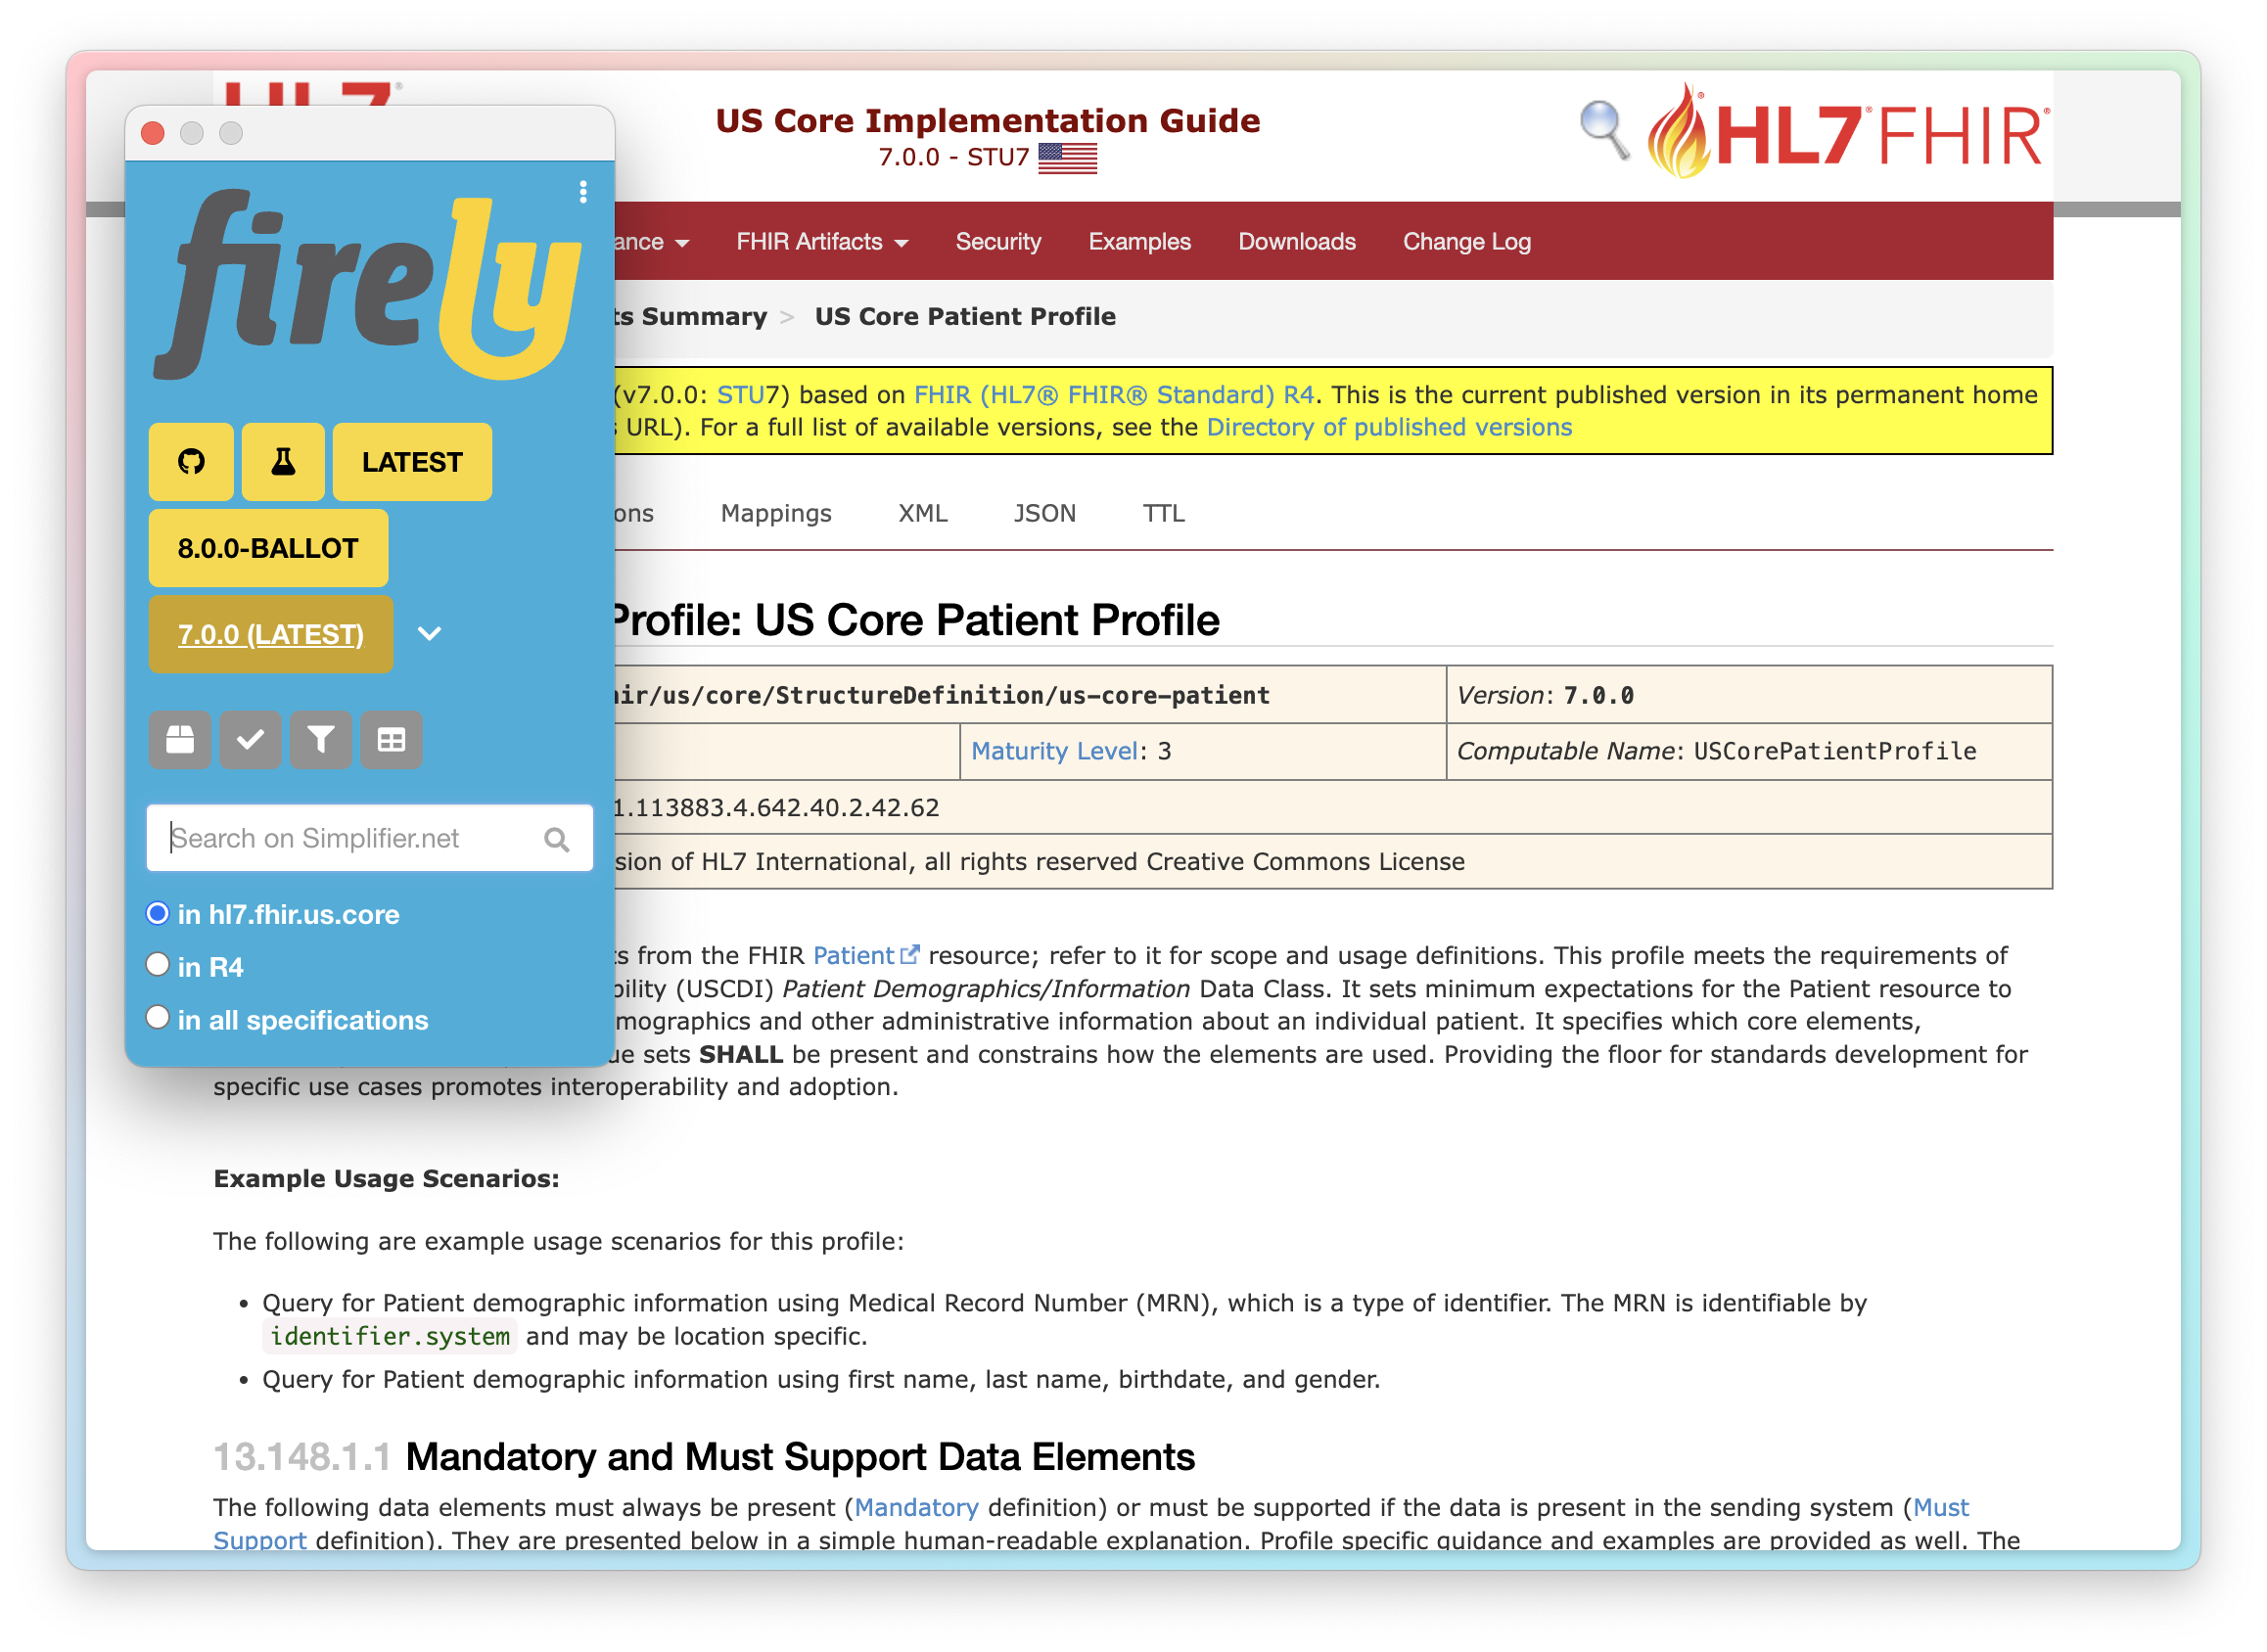 HL7®
US Core Implementation Guide
7.0.0 - STU7
HL7® FHIR®
firely
ance
FHIR Artifacts
Security
Examples
Downloads
Change Log
ts Summary > US Core Patient Profile
(v7.0.0: STU7) based on FHIR (HL7® FHIR® Standard) R4. This is the current published version in its permanent home
URL). For a full list of available versions, see the Directory of published versions
LATEST
8.0.0-BALLOT
7.0.0 (LATEST)
ons
Mappings
XML
JSON
TTL
Profile: US Core Patient Profile
hir/us/core/StructureDefinition/us-core-patient
Version: 7.0.0
Maturity Level: 3
Computable Name: USCorePatientProfile
1.113883.4.642.40.2.42.62
sion of HL7 International, all rights reserved Creative Commons License
Search on Simplifier.net
in hl7.fhir.us.core
in R4
in all specifications
ts from the FHIR Patient resource; refer to it for scope and usage definitions. This profile meets the requirements of
bility (USCDI) Patient Demographics/Information Data Class. It sets minimum expectations for the Patient resource to
mographics and other administrative information about an individual patient. It specifies which core elements,
ue sets SHALL be present and constrains how the elements are used. Providing the floor for standards development for
specific use cases promotes interoperability and adoption.
Example Usage Scenarios:
The following are example usage scenarios for this profile:
• Query for Patient demographic information using Medical Record Number (MRN), which is a type of identifier. The MRN is identifiable by
identifier.system and may be location specific.
• Query for Patient demographic information using first name, last name, birthdate, and gender.
13.148.1.1 Mandatory and Must Support Data Elements
The following data elements must always be present (Mandatory definition) or must be supported if the data is present in the sending system (Must
Support definition). They are presented below in a simple human-readable explanation. Profile specific guidance and examples are provided as well. The